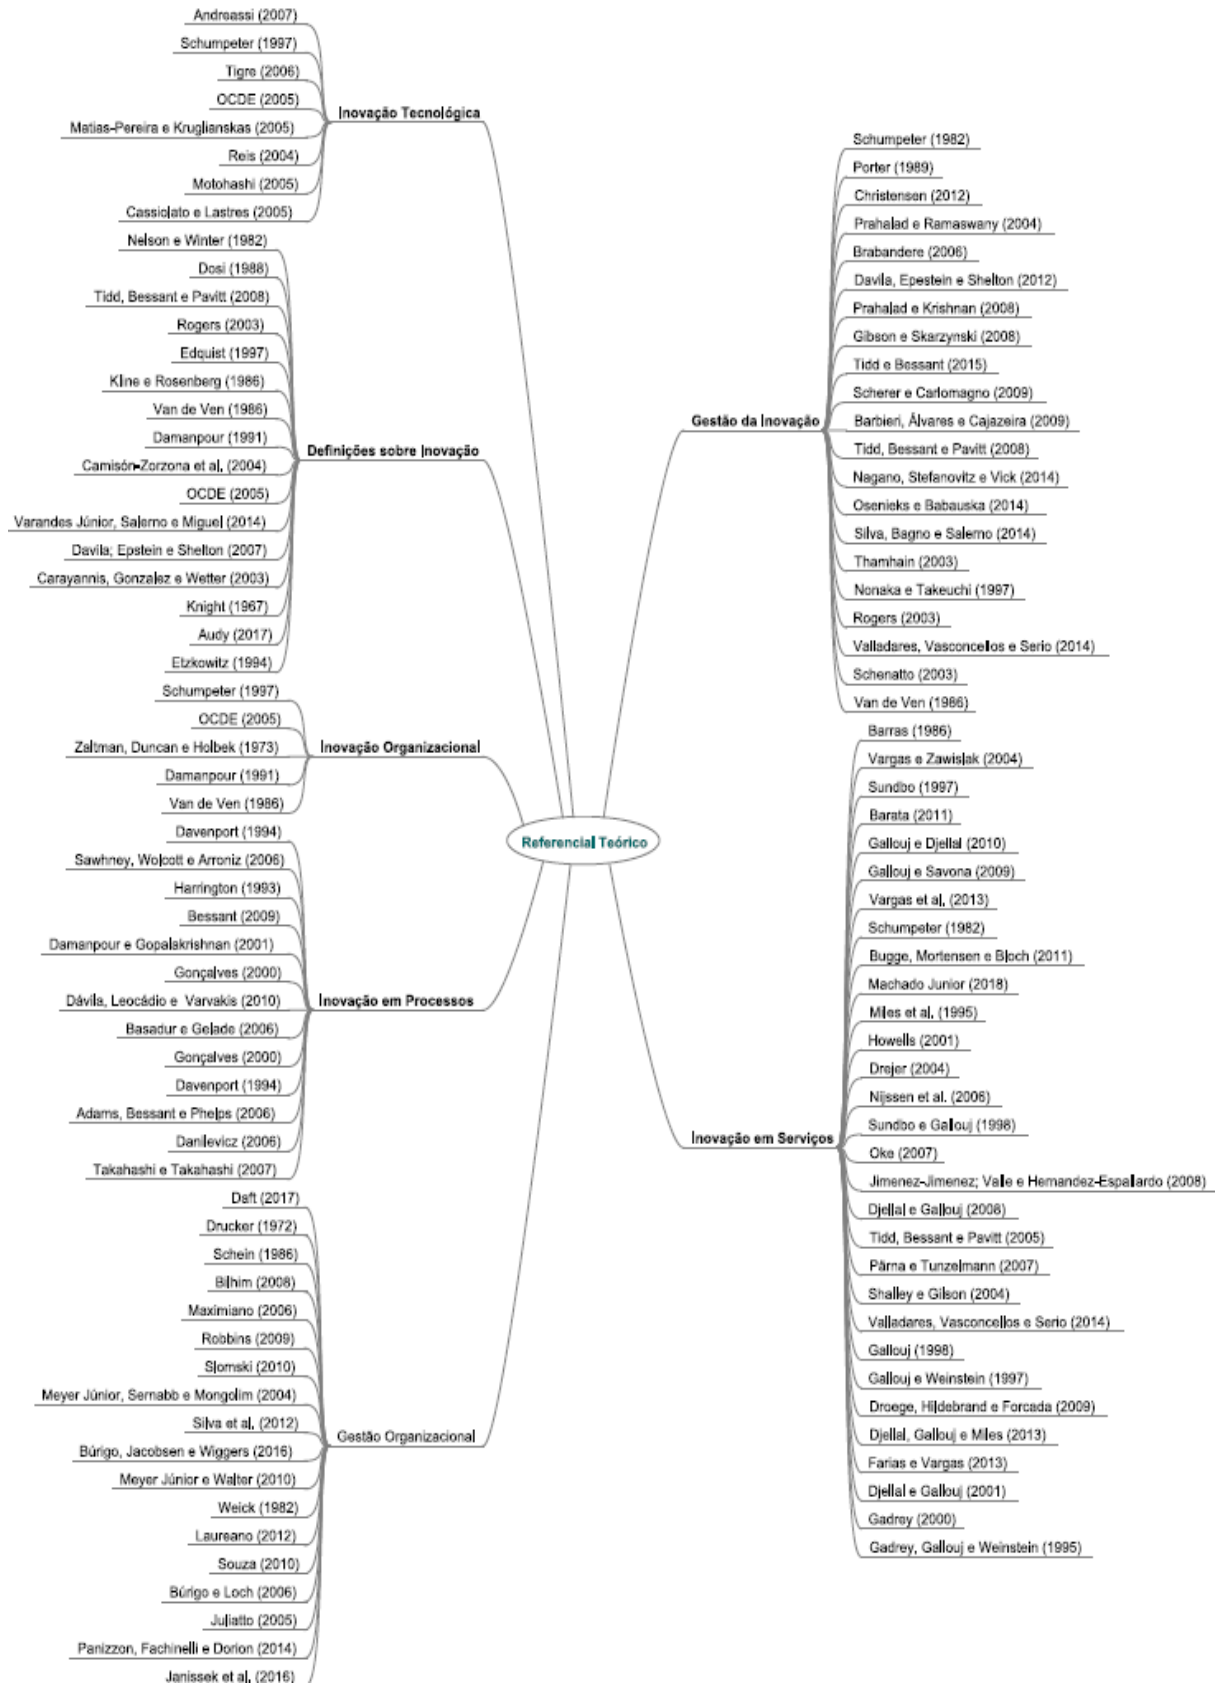 Andreassi (2007)
Schumpeter (1997)
Tigre (2006)
OCDE (2005)
Matias-Pereira e Kruglianskas (2005)
Reis (2004)
Motohashi (2005)
Cassiolato e Lastres (2005)
Inovação Tecnológica
Nelson e Winter (1982)
Dosi (1988)
Tidd, Bessant e Pavitt (2008)
Rogers (2003)
Edquist (1997)
Kline e Rosenberg (1986)
Van de Ven (1986)
Damanpour (1991)
Camisón-Zorzona et al. (2004)
OCDE (2005)
Varandes Júnior, Salerno e Miguel (2014)
Davila; Epstein e Shelton (2007)
Carayannis, Gonzalez e Wetter (2003)
Knight (1967)
Audy (2017)
Etzkowitz (1994)
Definições sobre Inovação
Schumpeter (1997)
OCDE (2005)
Zaltman, Duncan e Holbek (1973)
Damanpour (1991)
Van de Ven (1986)
Inovação Organizacional
Davenport (1994)
Sawhney, Wolcott e Arroniz (2006)
Harrington (1993)
Bessant (2009)
Damanpour e Gopalakrishnan (2001)
Gonçalves (2000)
Dávila, Leocádio e Varvakis (2010)
Basadur e Gelade (2006)
Gonçalves (2000)
Davenport (1994)
Adams, Bessant e Phelps (2006)
Danilevicz (2006)
Takahashi e Takahashi (2007)
Inovação em Processos
Daft (2017)
Drucker (1972)
Schein (1986)
Bilhim (2008)
Maximiano (2006)
Robbins (2009)
Slomski (2010)
Meyer Júnior, Sernabb e Mongolim (2004)
Silva et al. (2012)
Búrigo, Jacobsen e Wiggers (2016)
Meyer Júnior e Walter (2010)
Weick (1982)
Laureano (2012)
Souza (2010)
Búrigo e Loch (2006)
Juliatto (2005)
Panizzon, Fachinelli e Dorion (2014)
Janissek et al. (2016)
Gestão Organizacional
Referencial Teórico
Gestão da Inovação
Schumpeter (1982)
Porter (1989)
Christensen (2012)
Prahalad e Ramaswany (2004)
Brabandere (2006)
Davila, Epestein e Shelton (2012)
Prahalad e Krishnan (2008)
Gibson e Skarzynski (2008)
Tidd e Bessant (2015)
Scherer e Carlomagno (2009)
Barbieri, Álvares e Cajazeira (2009)
Tidd, Bessant e Pavitt (2008)
Nagano, Stefanovitz e Vick (2014)
Osenieks e Babauska (2014)
Silva, Bagno e Salerno (2014)
Thamhain (2003)
Nonaka e Takeuchi (1997)
Rogers (2003)
Valladares, Vasconcellos e Serio (2014)
Schenatto (2003)
Van de Ven (1986)
Inovação em Serviços
Barras (1986)
Vargas e Zawislak (2004)
Sundbo (1997)
Barata (2011)
Gallouj e Djellal (2010)
Gallouj e Savona (2009)
Vargas et al. (2013)
Schumpeter (1982)
Bugge, Mortensen e Bloch (2011)
Machado Junior (2018)
Miles et al. (1995)
Howells (2001)
Drejer (2004)
Nijssen et al. (2006)
Sundbo e Gallouj (1998)
Oke (2007)
Jimenez-Jimenez; Valle e Hernandez-Espallardo (2008)
Djellal e Gallouj (2008)
Tidd, Bessant e Pavitt (2005)
Pärna e Tunzelmann (2007)
Shalley e Gilson (2004)
Valladares, Vasconcellos e Serio (2014)
Gallouj (1998)
Gallouj e Weinstein (1997)
Droege, Hildebrand e Forcada (2009)
Djellal, Gallouj e Miles (2013)
Farias e Vargas (2013)
Djellal e Gallouj (2001)
Gadrey (2000)
Gadrey, Gallouj e Weinstein (1995)